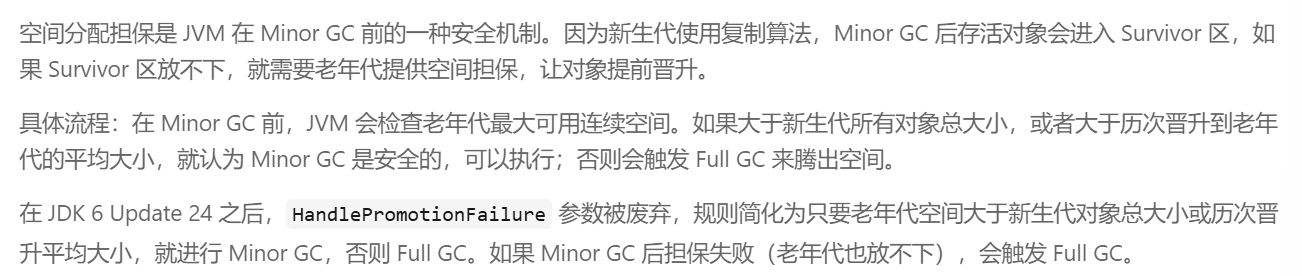 空间分配担保是 JVM 在 Minor GC 前的一种安全机制。因为新生代使用复制算法，Minor GC 后存活对象会进入 Survivor 区，如
果 Survivor 区放不下，就需要老年代提供空间担保，让对象提前晋升。
具体流程：在 Minor GC 前，JVM 会检查老年代最大可用连续空间。如果大于新生代所有对象总大小，或者大于历次晋升到老年
代的平均大小，就认为 Minor GC 是安全的，可以执行；否则会触发 Full GC 来腾出空间。
在 JDK 6 Update 24 之后，HandlePromotionFailure 参数被废弃，规则简化为只要老年代空间大于新生代对象总大小或历次晋
升平均大小，就进行 Minor GC，否则 Full GC。如果 Minor GC 后担保失败（老年代也放不下），会触发 Full GC。